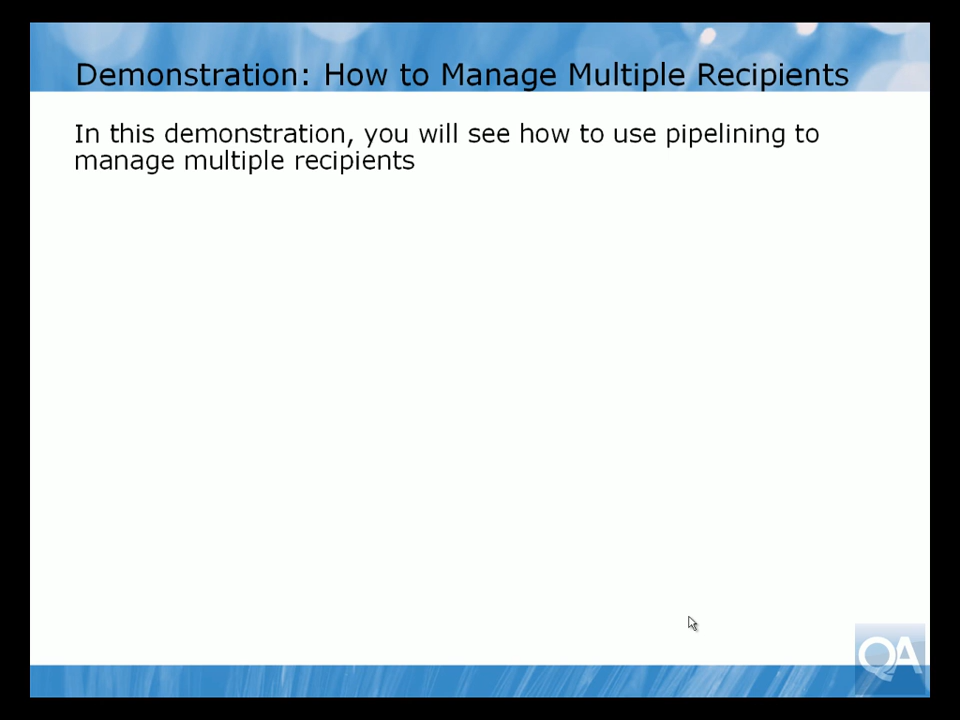 Demonstration: How to Manage Multiple Recipients
In this demonstration, you will see how to use pipelining to
manage multiple recipients
QA